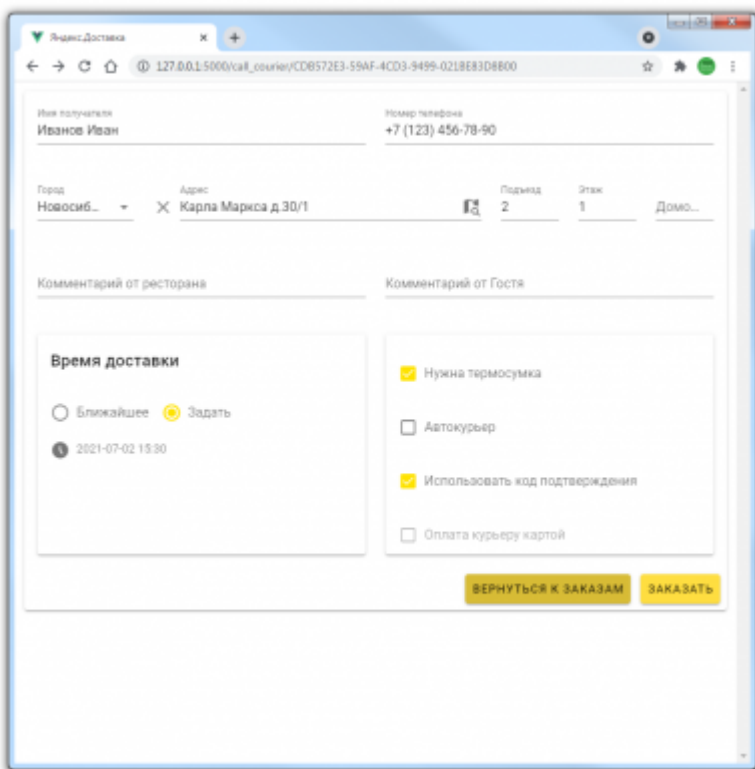 Яндекс.Доставка
127.0.0.1:5000/call_courier/CDB572E3-59AF-4CD3-9499-021BE83D8B00
Имя получателя Номер телефона
Иванов Иван +7 (123) 456-78-90
Город Адрес Подъезд Этаж
Новосиб... Карла Маркса д.30/1 2 1 Домо...
Комментарий от ресторана Комментарий от Гостя
Время доставки
Ближайшее Задать
2021-07-02 15:30
Нужна термосумка
Автокурьер
Использовать код подтверждения
Оплата курьеру картой
ВЕРНУТЬСЯ К ЗАКАЗАМ ЗАКАЗАТЬ